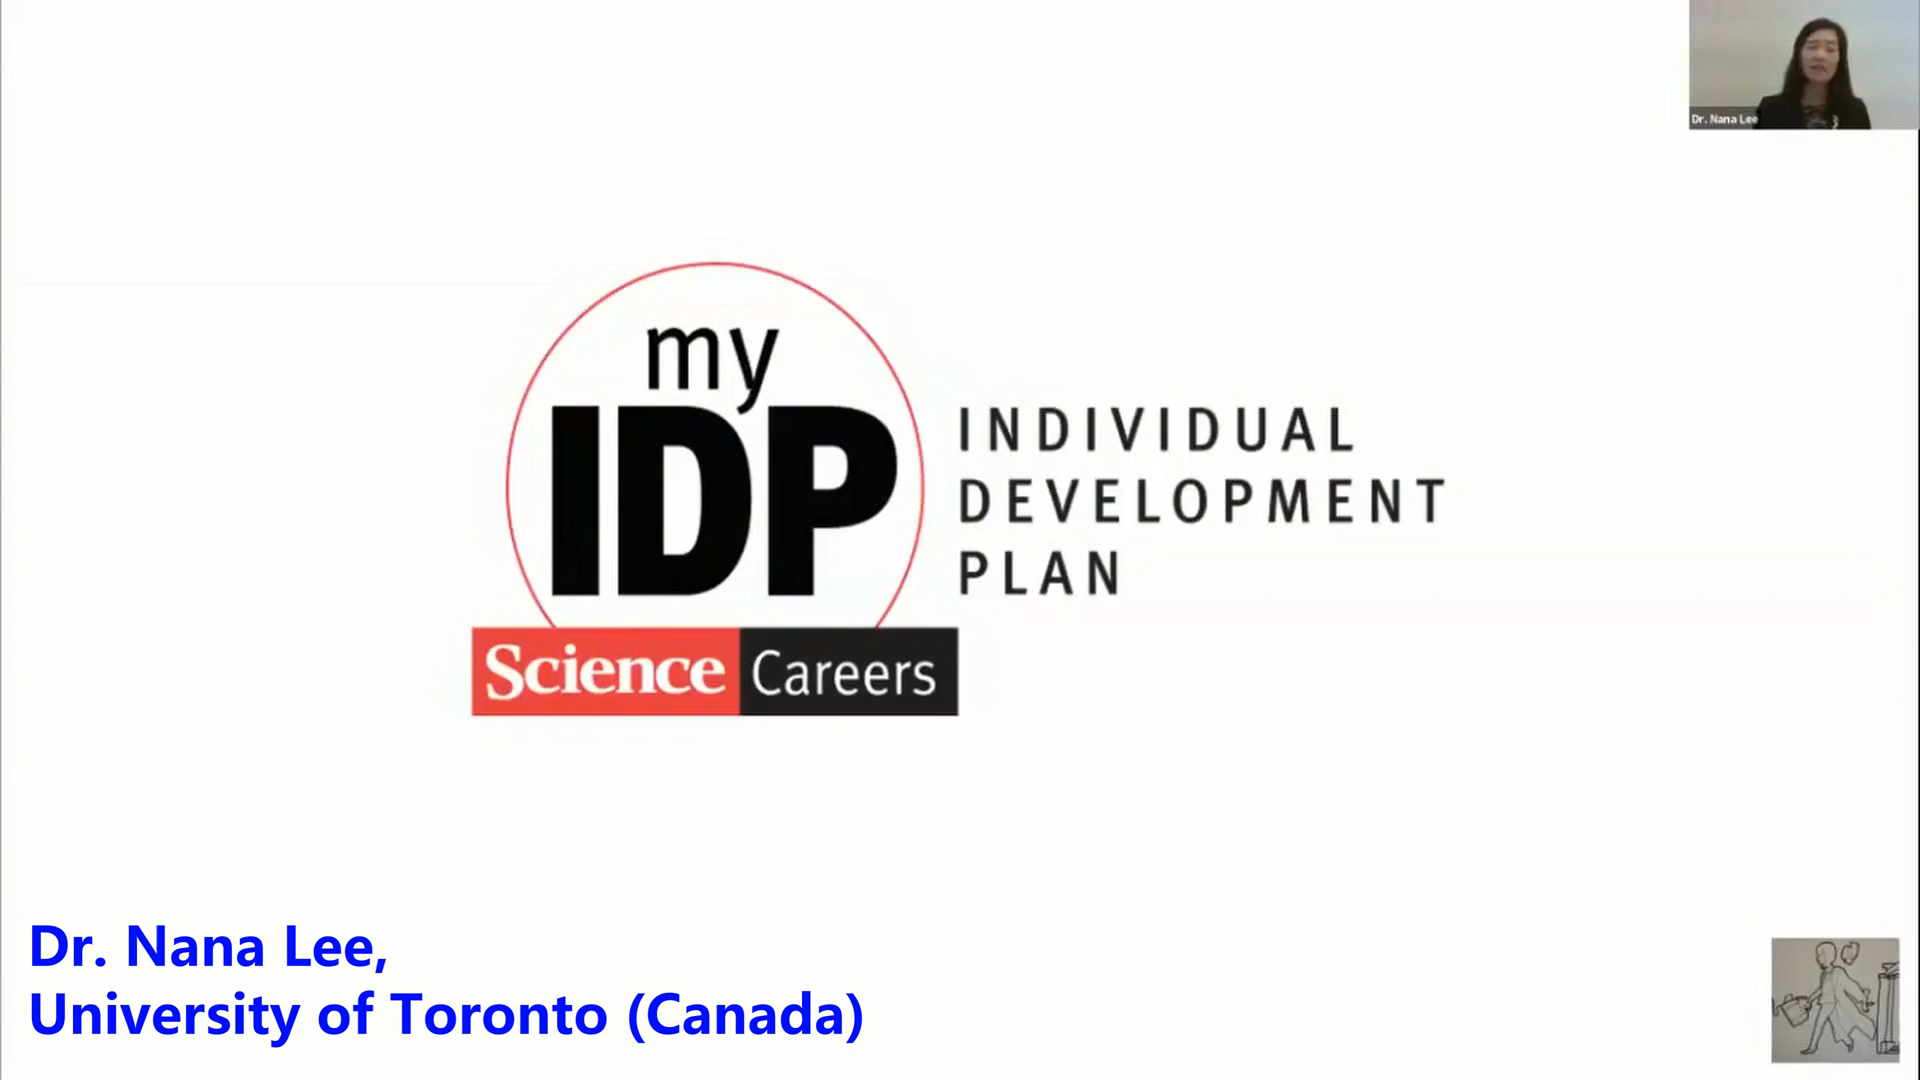 Dr. Nana Lee
my
IDP
INDIVIDUAL
DEVELOPMENT
PLAN
Science Careers
Dr. Nana Lee,
University of Toronto (Canada)